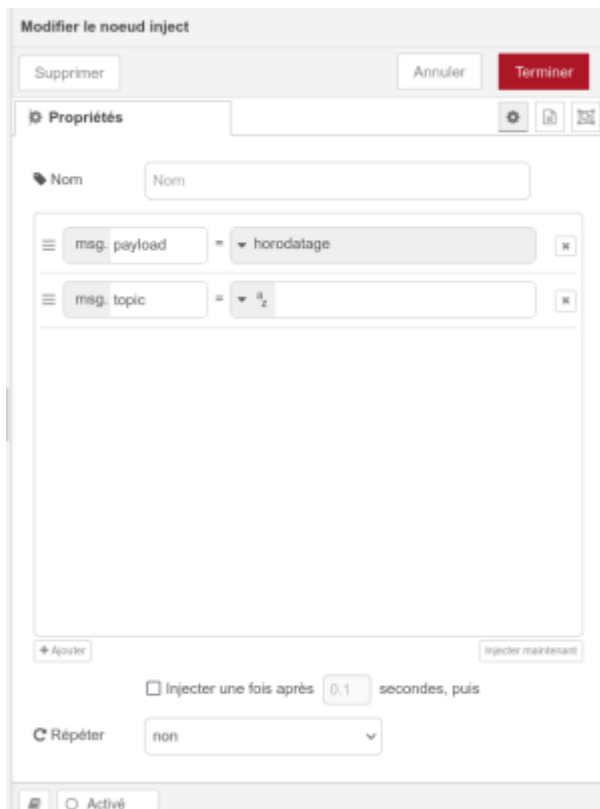 Modifier le noeud inject
Supprimer Annuler Terminer
Propriétés
Nom Nom
msg. payload = horodatage
msg. topic = a z
Ajouter Injecter maintenant
Injecter une fois après 0.1 secondes, puis
Répéter non
Activé